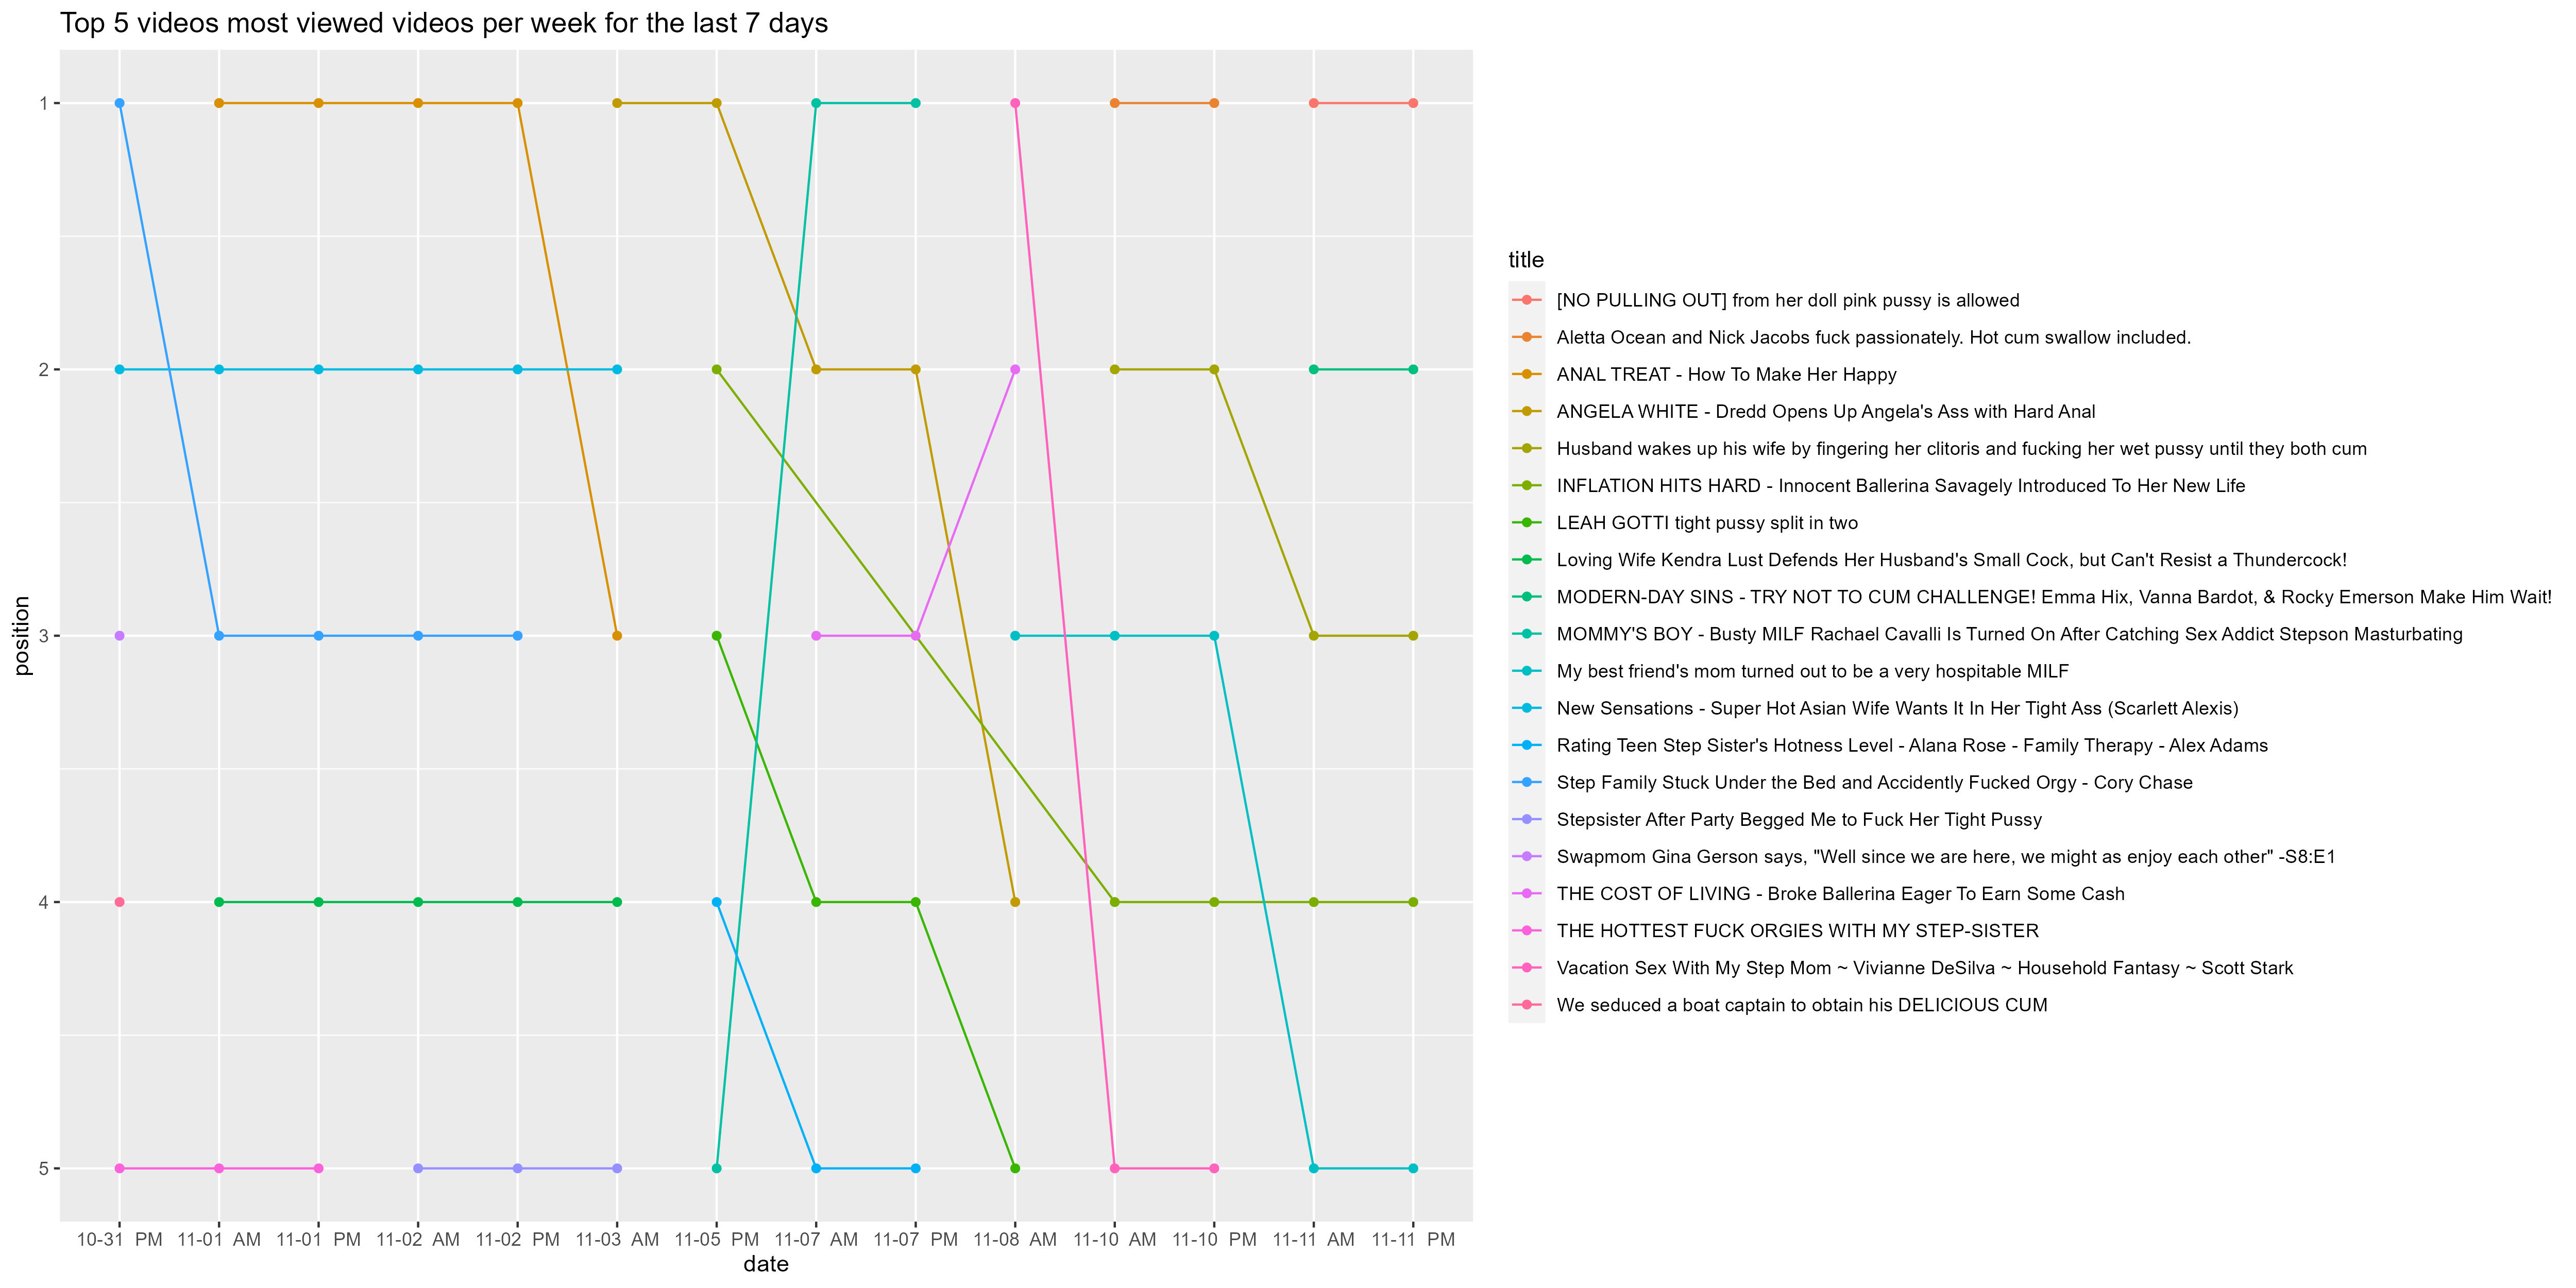 Top 5 videos most viewed videos per week for the last 7 days
position
1
2
3
4
5
10-31 PM
11-01 AM
11-01 PM
11-02 AM
11-02 PM
11-03 AM
11-05 PM
11-07 AM
11-07 PM
11-08 AM
11-10 AM
11-10 PM
11-11 AM
11-11 PM
date
title
[NO PULLING OUT] from her doll pink pussy is allowed
Aletta Ocean and Nick Jacobs fuck passionately. Hot cum swallow included.
ANAL TREAT - How To Make Her Happy
ANGELA WHITE - Dredd Opens Up Angela's Ass with Hard Anal
Husband wakes up his wife by fingering her clitoris and fucking her wet pussy until they both cum
INFLATION HITS HARD - Innocent Ballerina Savagely Introduced To Her New Life
LEAH GOTTI tight pussy split in two
Loving Wife Kendra Lust Defends Her Husband's Small Cock, but Can't Resist a Thundercock!
MODERN-DAY SINS - TRY NOT TO CUM CHALLENGE! Emma Hix, Vanna Bardot, & Rocky Emerson Make Him Wait!
MOMMY'S BOY - Busty MILF Rachael Cavalli Is Turned On After Catching Sex Addict Stepson Masturbating
My best friend's mom turned out to be a very hospitable MILF
New Sensations - Super Hot Asian Wife Wants It In Her Tight Ass (Scarlett Alexis)
Rating Teen Step Sister's Hotness Level - Alana Rose - Family Therapy - Alex Adams
Step Family Stuck Under the Bed and Accidently Fucked Orgy - Cory Chase
Stepsister After Party Begged Me to Fuck Her Tight Pussy
Swapmom Gina Gerson says, "Well since we are here, we might as enjoy each other" -S8:E1
THE COST OF LIVING - Broke Ballerina Eager To Earn Some Cash
THE HOTTEST FUCK ORGIES WITH MY STEP-SISTER
Vacation Sex With My Step Mom ~ Vivianne DeSilva ~ Household Fantasy ~ Scott Stark
We seduced a boat captain to obtain his DELICIOUS CUM